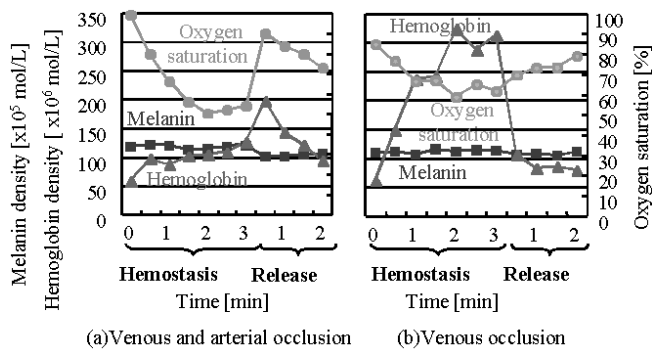 Melanin density [x10⁵ mol/L]
Hemoglobin density [ x10⁶ mol/L]
350
300
250
200
150
100
50
0
Oxygen
saturation
Melanin
Hemoglobin
0 1 2 3 1 2
Hemostasis Release
Time [min]
(a)Venous and arterial occlusion
Hemoglobin
Oxygen
saturation
Melanin
100
90
80
70
60
50
40
30
20
10
0
Oxygen saturation [%]
0 1 2 3 1 2
Hemostasis Release
Time [min]
(b)Venous occlusion